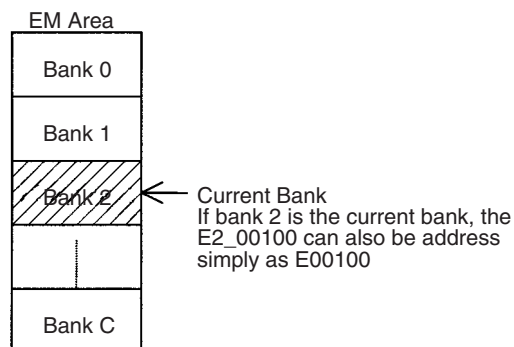 EM Area
Bank 0
Bank 1
Bank 2
Current Bank
If bank 2 is the current bank, the
E2_00100 can also be address
simply as E00100
Bank C